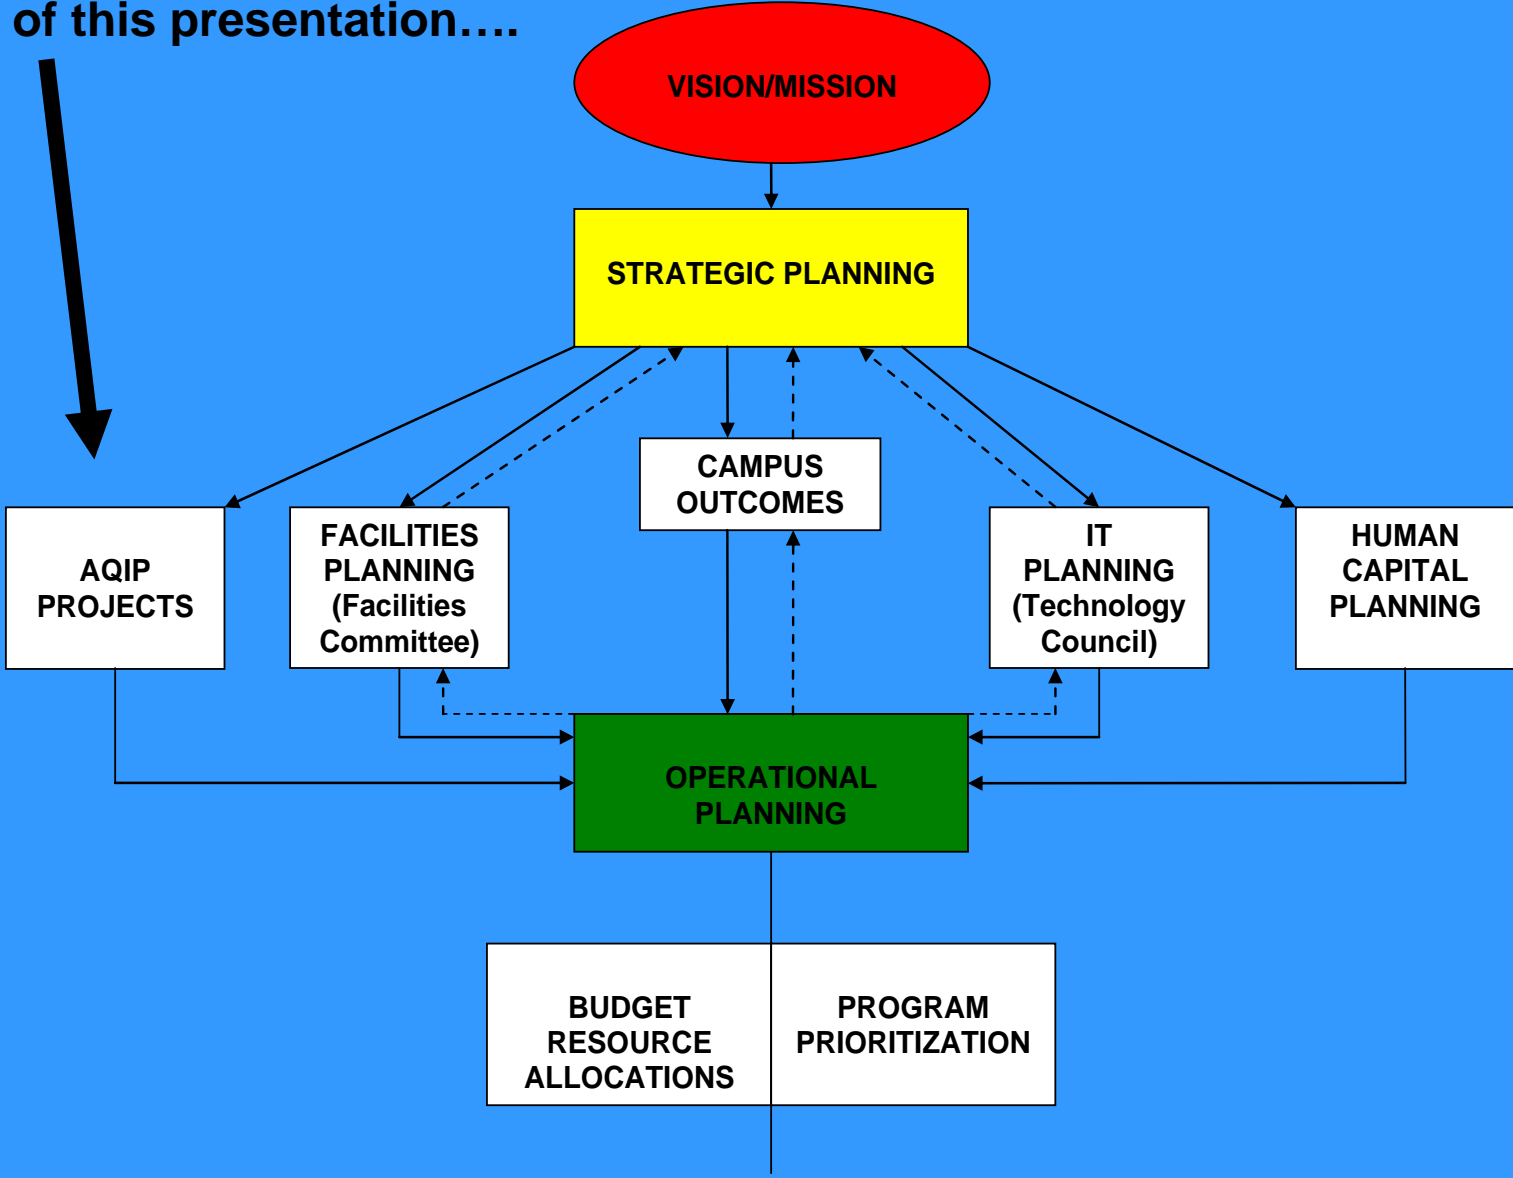 of this presentation....
VISION/MISSION
STRATEGIC PLANNING
CAMPUS
OUTCOMES
AQIP
PROJECTS
FACILITIES
PLANNING
(Facilities
Committee)
IT
PLANNING
(Technology
Council)
HUMAN
CAPITAL
PLANNING
OPERATIONAL
PLANNING
BUDGET
RESOURCE
ALLOCATIONS
PROGRAM
PRIORITIZATION